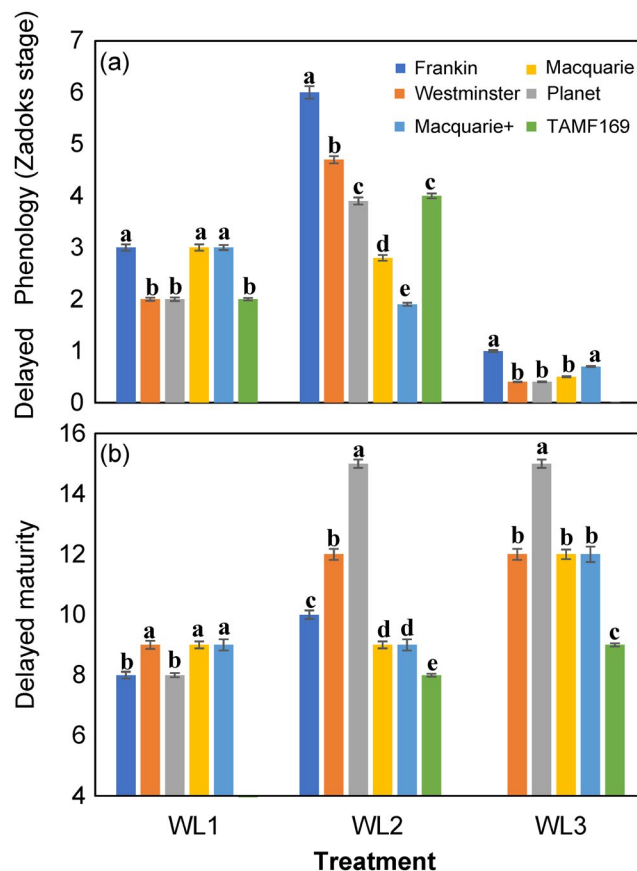 (a)
Frankin Macquarie
Westminster Planet
Macquarie+ TAMF169
Delayed Phenology (Zadoks stage)
7
6
5
4
3
2
1
0
a b b a a b
a b c d e c
a b b b a
(b)
Delayed maturity
16
14
12
10
8
6
4
b a b a a
c b a d d e
b a b b c
WL1 WL2 WL3
Treatment